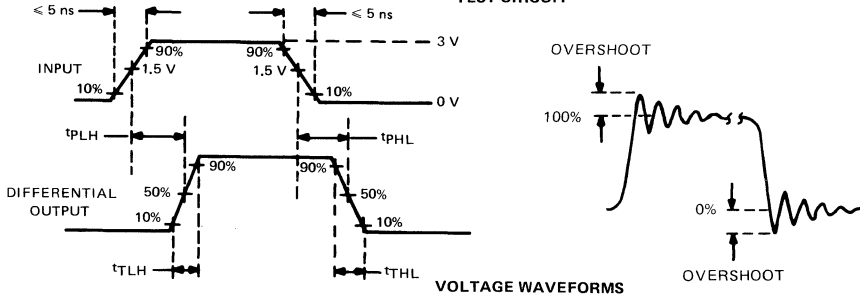 TEST CIRCUIT
≤ 5 ns
≤ 5 ns
3 V
90%
90%
INPUT
1.5 V
1.5 V
10%
10%
0 V
tPLH
tPHL
90%
90%
DIFFERENTIAL
OUTPUT
50%
50%
10%
10%
tTLH
tTHL
OVERSHOOT
100%
0%
OVERSHOOT
VOLTAGE WAVEFORMS